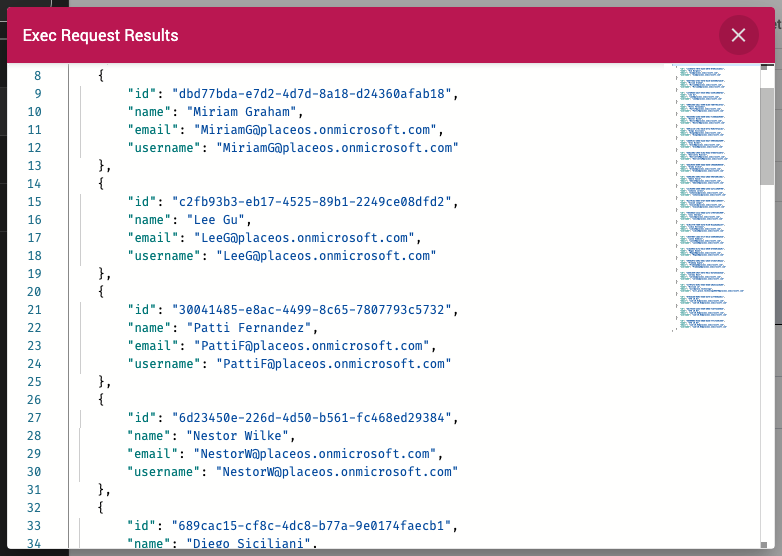 Exec Request Results
8 {
9 "id": "dbd77bda-e7d2-4d7d-8a18-d24360afab18",
10 "name": "Miriam Graham",
11 "email": "MiriamG@placeos.onmicrosoft.com",
12 "username": "MiriamG@placeos.onmicrosoft.com"
13 },
14 {
15 "id": "c2fb93b3-eb17-4525-89b1-2249ce08dfd2",
16 "name": "Lee Gu",
17 "email": "LeeG@placeos.onmicrosoft.com",
18 "username": "LeeG@placeos.onmicrosoft.com"
19 },
20 {
21 "id": "30041485-e8ac-4499-8c65-7807793c5732",
22 "name": "Patti Fernandez",
23 "email": "PattiF@placeos.onmicrosoft.com",
24 "username": "PattiF@placeos.onmicrosoft.com"
25 },
26 {
27 "id": "6d23450e-226d-4d50-b561-fc468ed29384",
28 "name": "Nestor Wilke",
29 "email": "NestorW@placeos.onmicrosoft.com",
30 "username": "NestorW@placeos.onmicrosoft.com"
31 },
32 {
33 "id": "689cac15-cf8c-4dc8-b77a-9e0174faecb1",
34 "name": "Diego Siciliani",